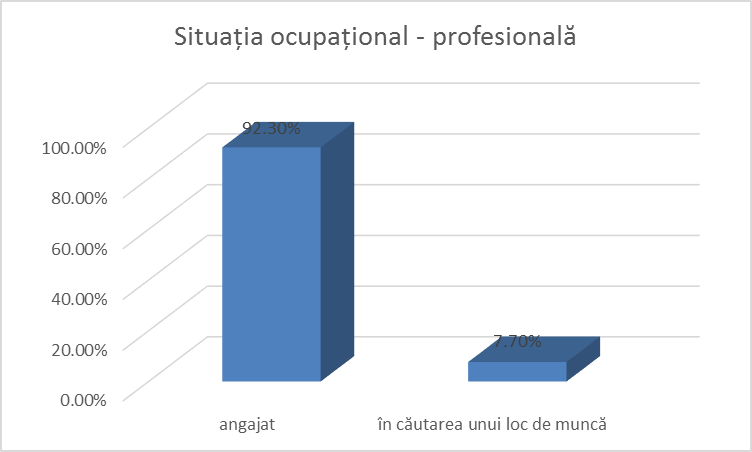 Situația ocupațional - profesională
92.30%
100.00%
80.00%
60.00%
40.00%
20.00%
0.00%
7.70%
angajat
în căutarea unui loc de muncă